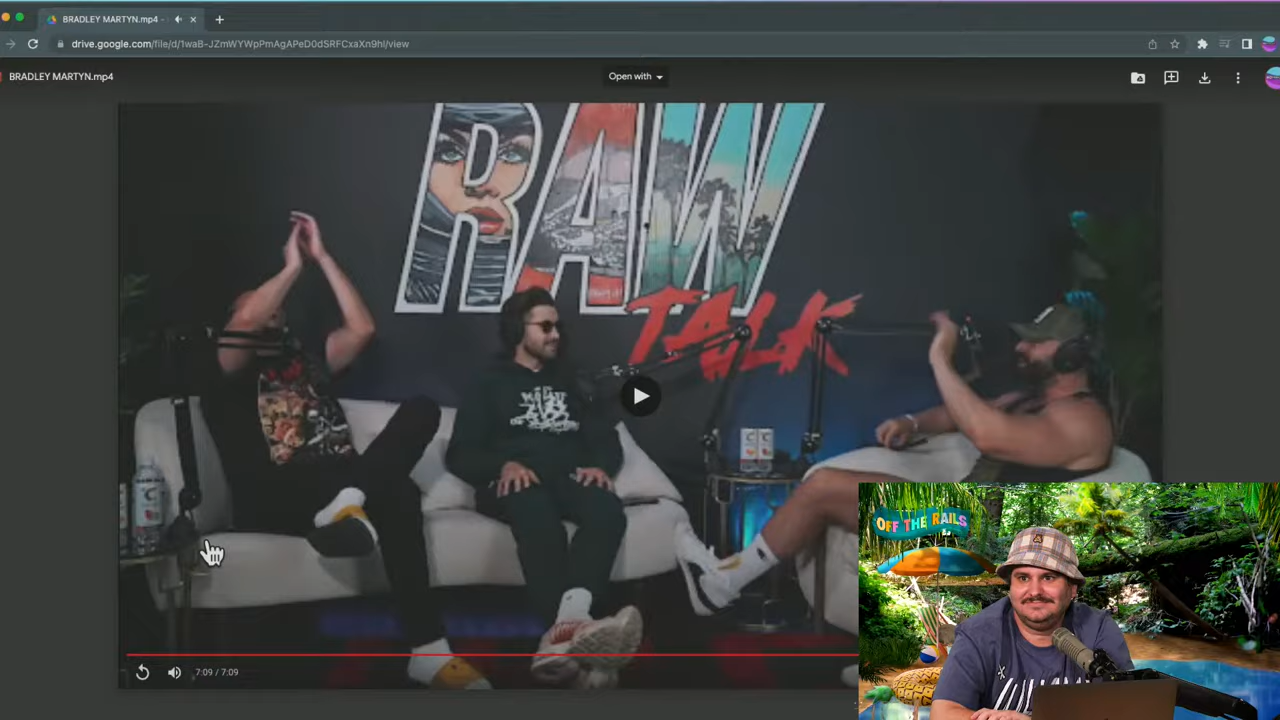 BRADLEY MARTYN.mp4 -
drive.google.com/file/d/1waB-JZmWYWpPmAgAPeD0dSRFCxaXn9hl/view
BRADLEY MARTYN.mp4
Open with
RAW
TALK
OFF THE RAILS
7:09 / 7:09